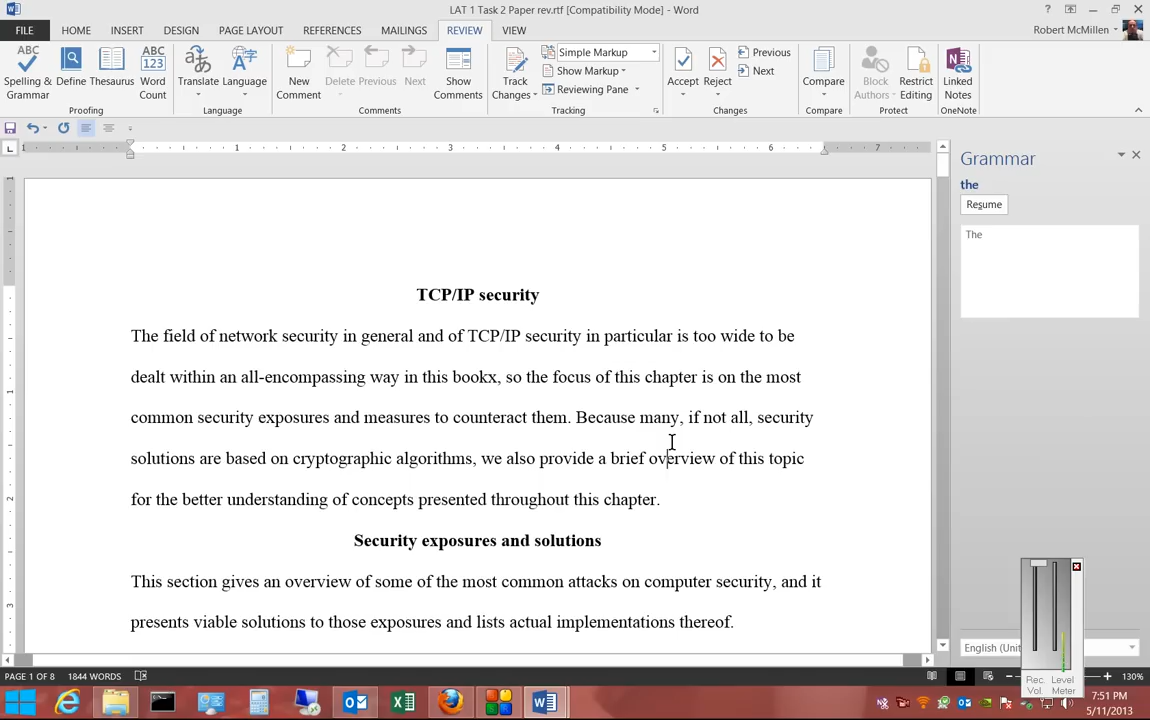 LAT 1 Task 2 Paper rev.rtf [Compatibility Mode] - Word
FILE HOME INSERT DESIGN PAGE LAYOUT REFERENCES MAILINGS REVIEW VIEW Robert McMillen
Spelling & Grammar
Define
Thesaurus
Word Count
Proofing
Translate
Language
Language
New Comment
Delete
Previous
Next
Show Comments
Comments
Track Changes
Simple Markup
Show Markup
Reviewing Pane
Tracking
Accept
Reject
Previous
Next
Changes
Compare
Compare
Block Authors
Restrict Editing
Protect
Linked Notes
OneNote
1 1 2 3 4 5 6 7
Grammar
the
Resume
The
TCP/IP security
The field of network security in general and of TCP/IP security in particular is too wide to be
dealt within an all-encompassing way in this bookx, so the focus of this chapter is on the most
common security exposures and measures to counteract them. Because many, if not all, security
solutions are based on cryptographic algorithms, we also provide a brief overview of this topic
for the better understanding of concepts presented throughout this chapter.
Security exposures and solutions
This section gives an overview of some of the most common attacks on computer security, and it
presents viable solutions to those exposures and lists actual implementations thereof.
English (Unit
Rec. Vol.
Level Meter
PAGE 1 OF 8 1844 WORDS 130%
7:51 PM
5/11/2013